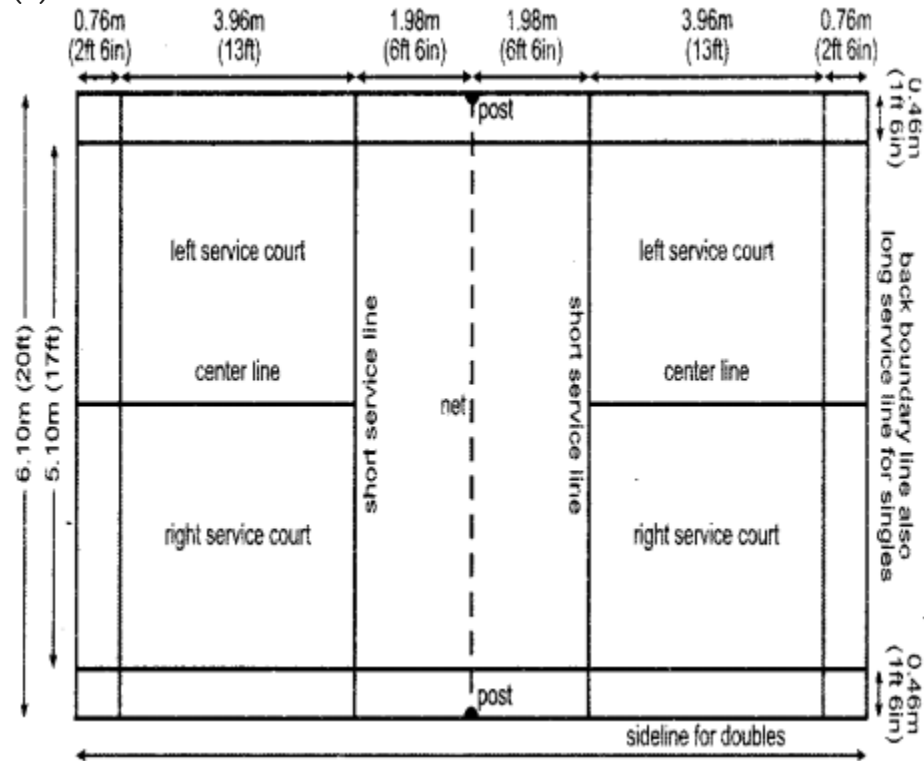 0.76m 3.96m 1.98m 1.98m 3.96m 0.76m
(2ft 6in) (13ft) (6ft 6in) (6ft 6in) (13ft) (2ft 6in)
0.46m
(1ft 6in)
post
left service court
left service court
center line
center line
6.10m (20ft)
5.10m (17ft)
short service line
net
short service line
back boundary line also
long service line for singles
right service court
right service court
0.46m
(1ft 6in)
post
sideline for doubles